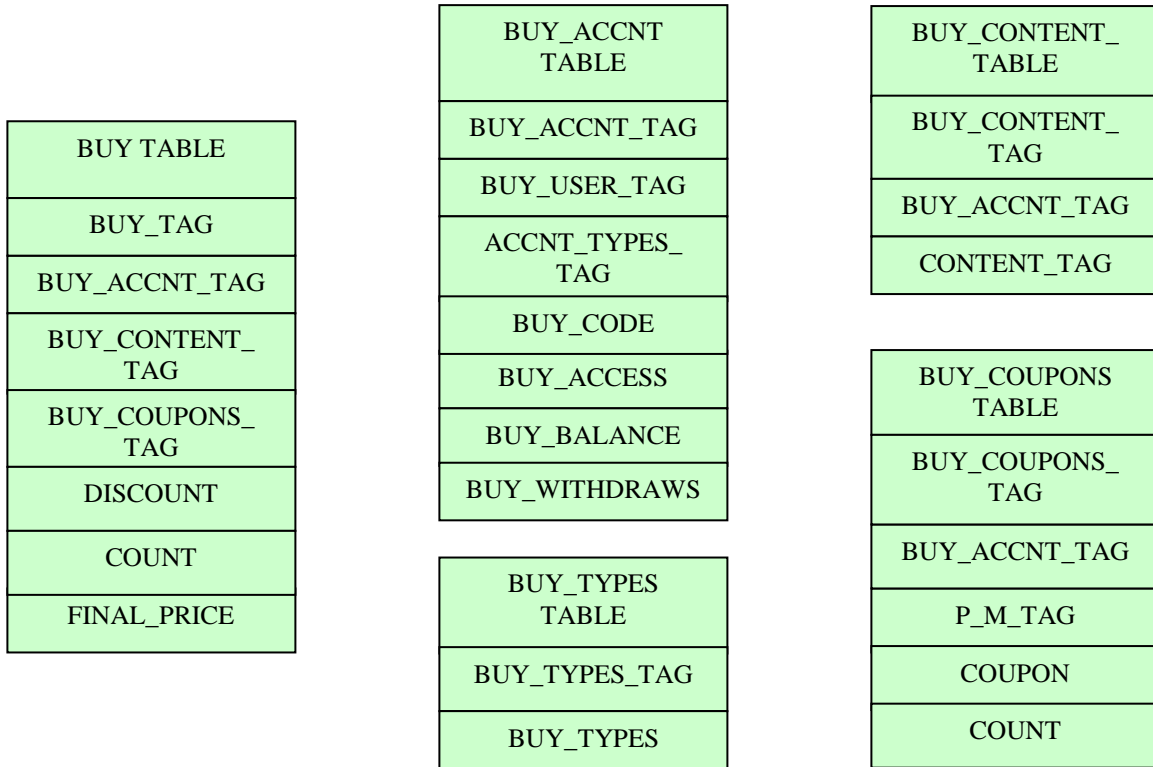 BUY TABLE
BUY_TAG
BUY_ACCNT_TAG
BUY_CONTENT_
TAG
BUY_COUPONS_
TAG
DISCOUNT
COUNT
FINAL_PRICE
BUY_ACCNT
TABLE
BUY_ACCNT_TAG
BUY_USER_TAG
ACCNT_TYPES_
TAG
BUY_CODE
BUY_ACCESS
BUY_BALANCE
BUY_WITHDRAWS
BUY_TYPES
TABLE
BUY_TYPES_TAG
BUY_TYPES
BUY_CONTENT_
TABLE
BUY_CONTENT_
TAG
BUY_ACCNT_TAG
CONTENT_TAG
BUY_COUPONS
TABLE
BUY_COUPONS_
TAG
BUY_ACCNT_TAG
P_M_TAG
COUPON
COUNT